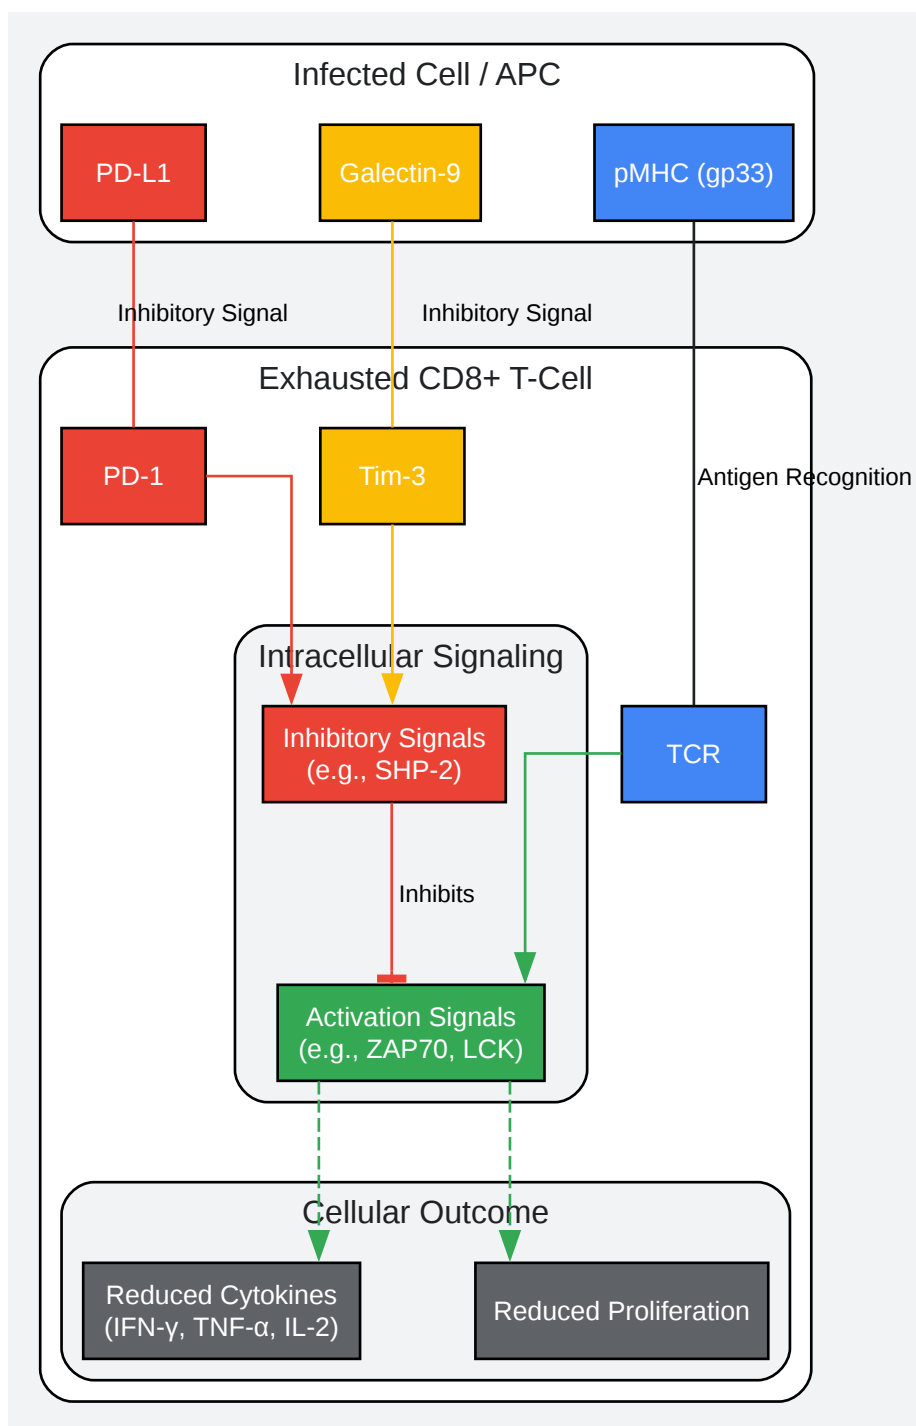 Infected Cell / APC
PD-L1
Galectin-9
pMHC (gp33)
Inhibitory Signal
Inhibitory Signal
Exhausted CD8+ T-Cell
PD-1
Tim-3
Antigen Recognition
Intracellular Signaling
Inhibitory Signals
(e.g., SHP-2)
TCR
Inhibits
Activation Signals
(e.g., ZAP70, LCK)
Cellular Outcome
Reduced Cytokines
(IFN-γ, TNF-α, IL-2)
Reduced Proliferation